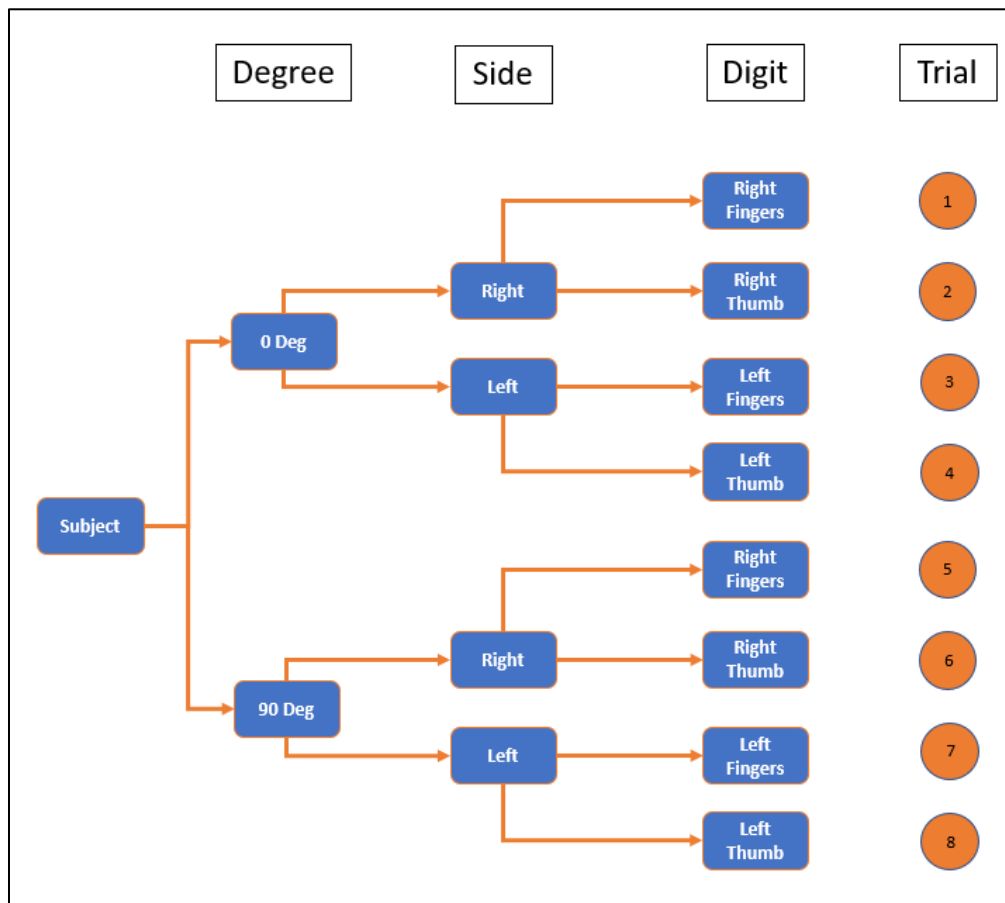 Degree
Side
Digit
Trial
Right
Fingers
1
Right
Right
Thumb
2
0 Deg
Left
Left
Fingers
3
Left
Thumb
4
Subject
Right
Fingers
5
Right
Right
Thumb
6
90 Deg
Left
Left
Fingers
7
Left
Thumb
8